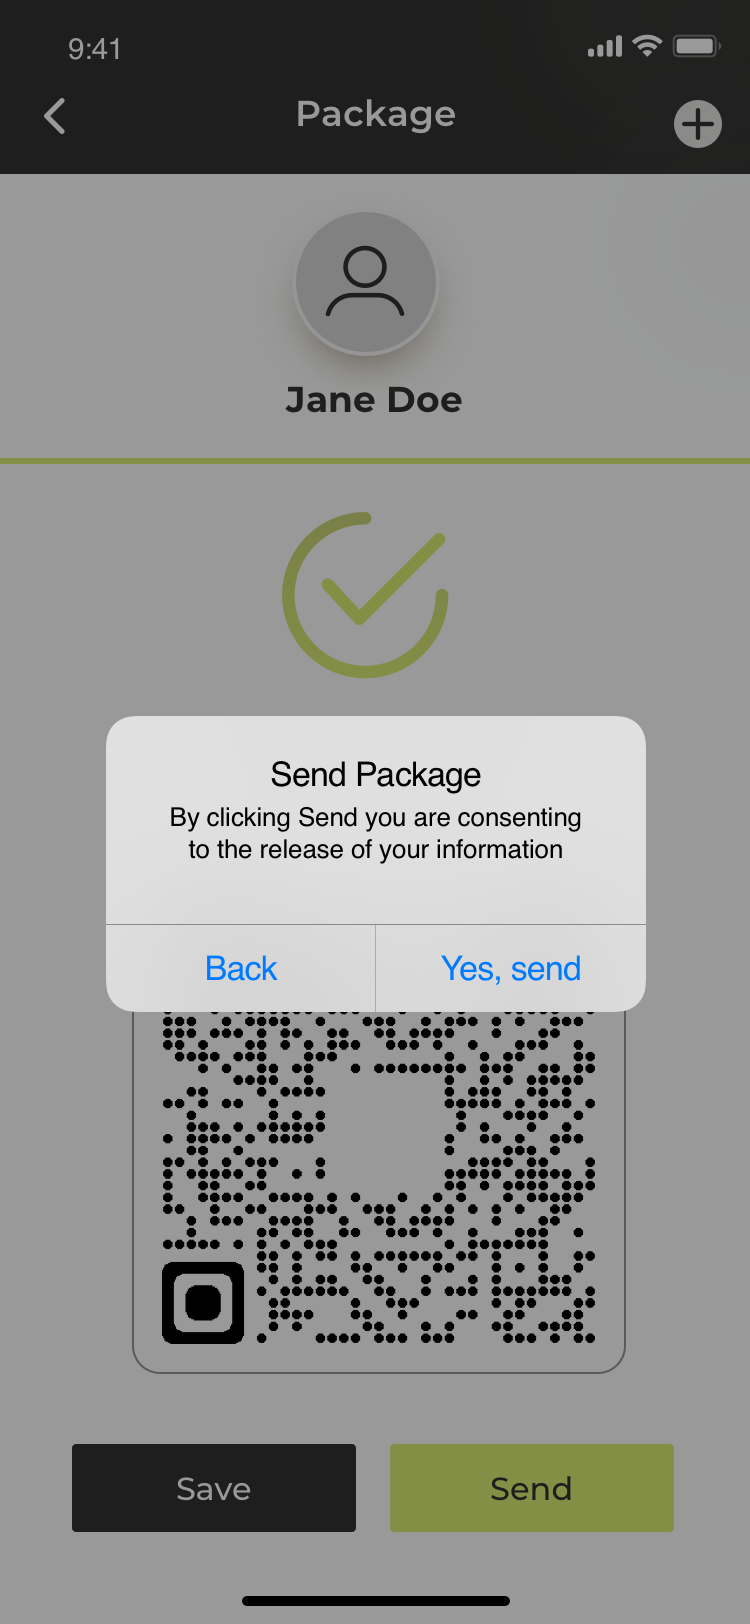 9:41
Package
Jane Doe
Send Package
By clicking Send you are consenting
to the release of your information
Back
Yes, send
Save
Send